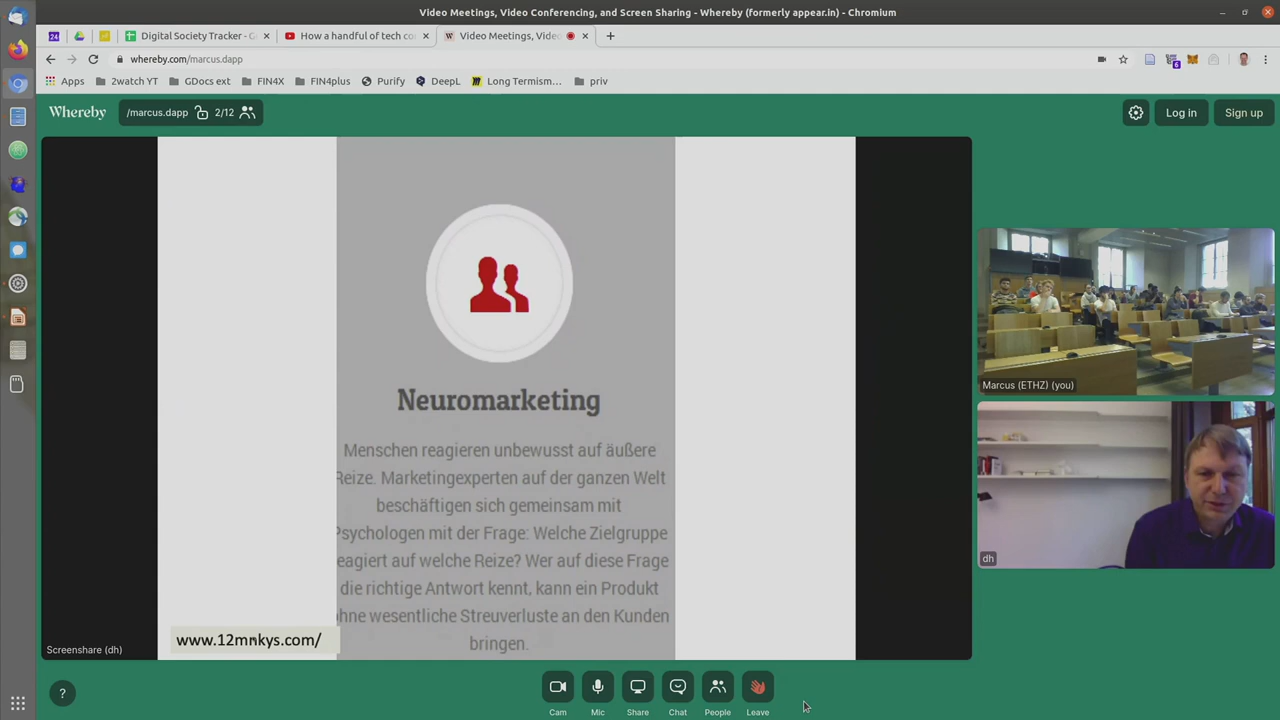 Video Meetings, Video Conferencing, and Screen Sharing - Whereby (formerly appear.in) - Chromium
24
Digital Society Tracker - G
How a handful of tech co
Video Meetings, Vide
whereby.com/marcus.dapp
6
Apps
2watch YT
GDocs ext
FIN4X
FIN4plus
Purify
DeepL
Long Termism…
priv
Whereby
/marcus.dapp
2/12
Log in
Sign up
Neuromarketing
Menschen reagieren unbewusst auf äußere
Reize. Marketingexperten auf der ganzen Welt
beschäftigen sich gemeinsam mit
Psychologen mit der Frage: Welche Zielgruppe
reagiert auf welche Reize? Wer auf diese Frage
die richtige Antwort kennt, kann ein Produkt
ohne wesentliche Streuverluste an den Kunden
bringen.
www.12mnkys.com/
Screenshare (dh)
Marcus (ETHZ) (you)
dh
?
Cam
Mic
Share
Chat
People
Leave